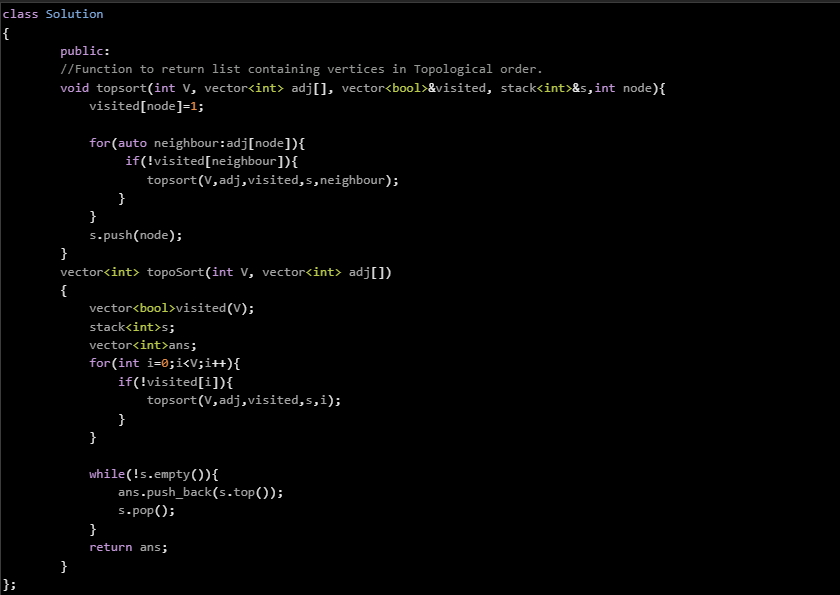 class Solution
{
public:
//Function to return list containing vertices in Topological order.
void topsort(int V, vector<int> adj[], vector<bool>&visited, stack<int>&s,int node){
visited[node]=1;
for(auto neighbour:adj[node]){
if(!visited[neighbour]){
topsort(V,adj,visited,s,neighbour);
}
}
s.push(node);
}
vector<int> topoSort(int V, vector<int> adj[])
{
vector<bool>visited(V);
stack<int>s;
vector<int>ans;
for(int i=0;i<V;i++){
if(!visited[i]){
topsort(V,adj,visited,s,i);
}
}
while(!s.empty()){
ans.push_back(s.top());
s.pop();
}
return ans;
}
};